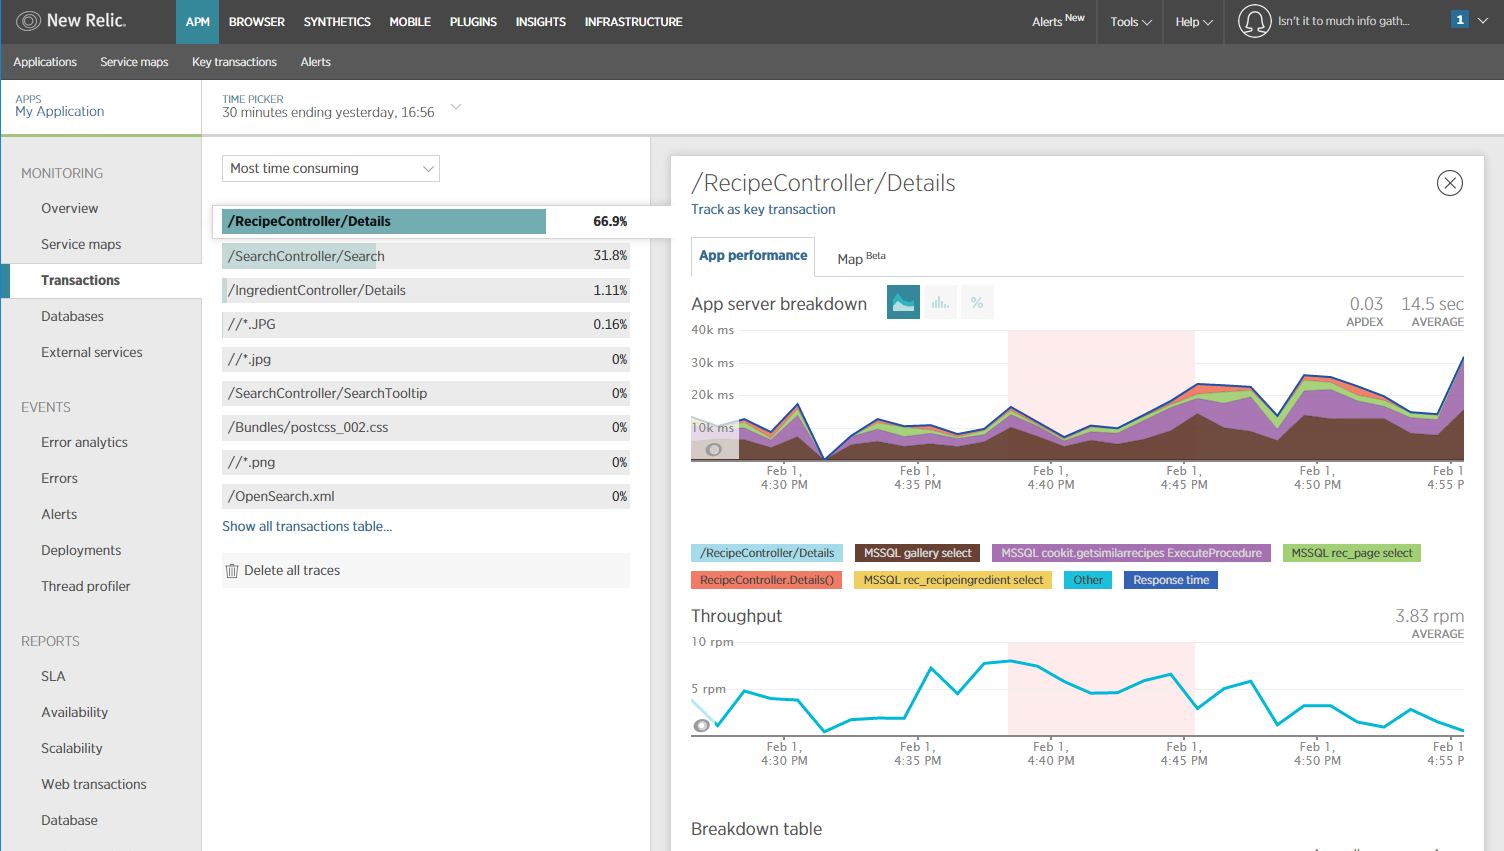 New Relic.
APM BROWSER SYNTHETICS MOBILE PLUGINS INSIGHTS INFRASTRUCTURE
Alerts New Tools Help Isn't it to much info gath... 1
Applications Service maps Key transactions Alerts
APPS
My Application
TIME PICKER
30 minutes ending yesterday, 16:56
MONITORING
Overview
Service maps
Transactions
Databases
External services
EVENTS
Error analytics
Errors
Alerts
Deployments
Thread profiler
REPORTS
SLA
Availability
Scalability
Web transactions
Database
Most time consuming
/RecipeController/Details 66.9%
/SearchController/Search 31.8%
/IngredientController/Details 1.11%
//*.JPG 0.16%
//*.jpg 0%
/SearchController/SearchTooltip 0%
/Bundles/postcss_002.css 0%
//*.png 0%
/OpenSearch.xml 0%
Show all transactions table...
Delete all traces
/RecipeController/Details
Track as key transaction
App performance Map Beta
App server breakdown %
0.03 14.5 sec
APDEX AVERAGE
40k ms
30k ms
20k ms
10k ms
Feb 1, Feb 1, Feb 1, Feb 1, Feb 1, Feb 1
4:30 PM 4:35 PM 4:40 PM 4:45 PM 4:50 PM 4:55 P
/RecipeController/Details MSSQL gallery select MSSQL cookit.getsimilarrecipes ExecuteProcedure MSSQL rec_page select
RecipeController.Details() MSSQL rec_recipeingredient select Other Response time
Throughput 3.83 rpm
AVERAGE
10 rpm
5 rpm
Feb 1, Feb 1, Feb 1, Feb 1, Feb 1, Feb 1
4:30 PM 4:35 PM 4:40 PM 4:45 PM 4:50 PM 4:55 P
Breakdown table